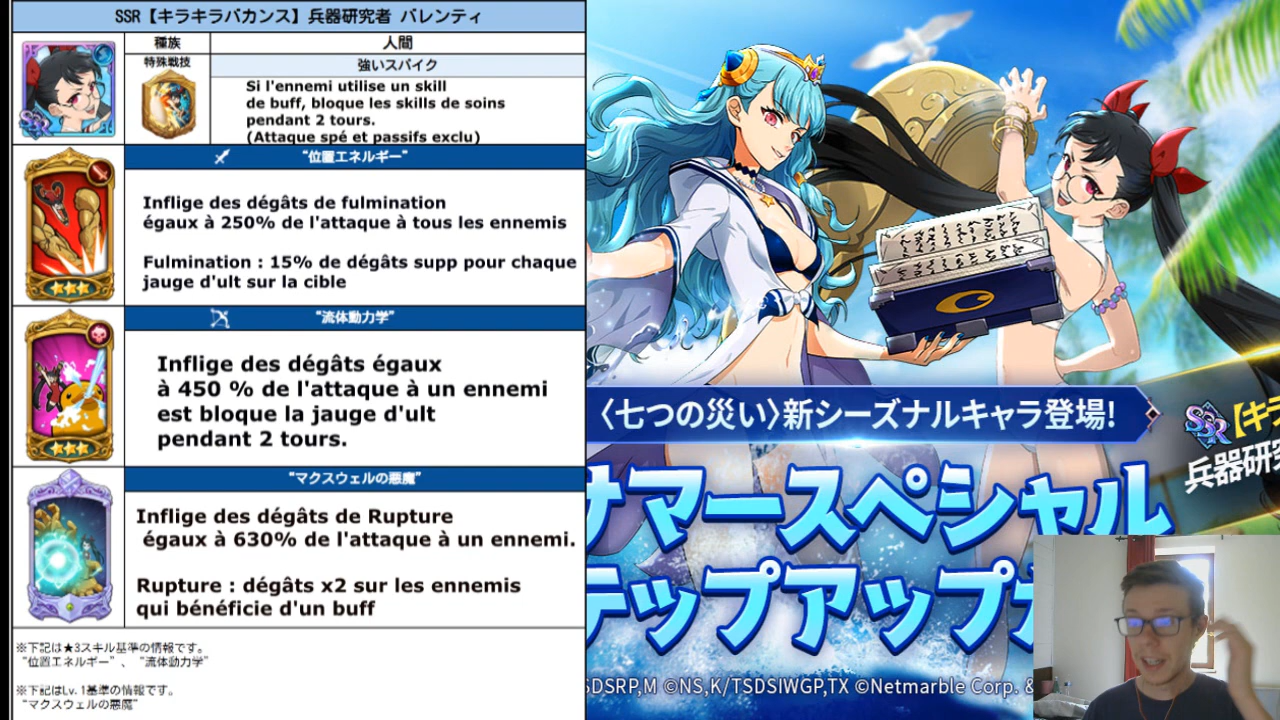 SSR【キラキラバカンス】兵器研究者 バレンティ
種族
人間
特殊戦技
強いスパイク
Si l'ennemi utilise un skill
de buff, bloque les skills de soins
pendant 2 tours.
(Attaque spé et passifs exclu)
SSR
“位置エネルギー”
Inflige des dégâts de fulmination
égaux à 250% de l'attaque à tous les ennemis
Fulmination : 15% de dégâts supp pour chaque
jauge d'ult sur la cible
“流体動力学”
Inflige des dégâts égaux
à 450 % de l'attaque à un ennemi
est bloque la jauge d'ult
pendant 2 tours.
“マクスウェルの悪魔”
Inflige des dégâts de Rupture
égaux à 630% de l'attaque à un ennemi.
Rupture : dégâts x2 sur les ennemis
qui bénéficie d'un buff
※下記は★3スキル基準の情報です。
“位置エネルギー”、“流体動力学”
※下記はLv. 1基準の情報です。
“マクスウェルの悪魔”
〈七つの災い〉新シーズナルキャラ登場!
SSR【キラ
兵器研究
サマースペシャル
テップアップガ
SDSRP,M ©NS,K/TSDSIWGP,TX ©Netmarble Corp. &